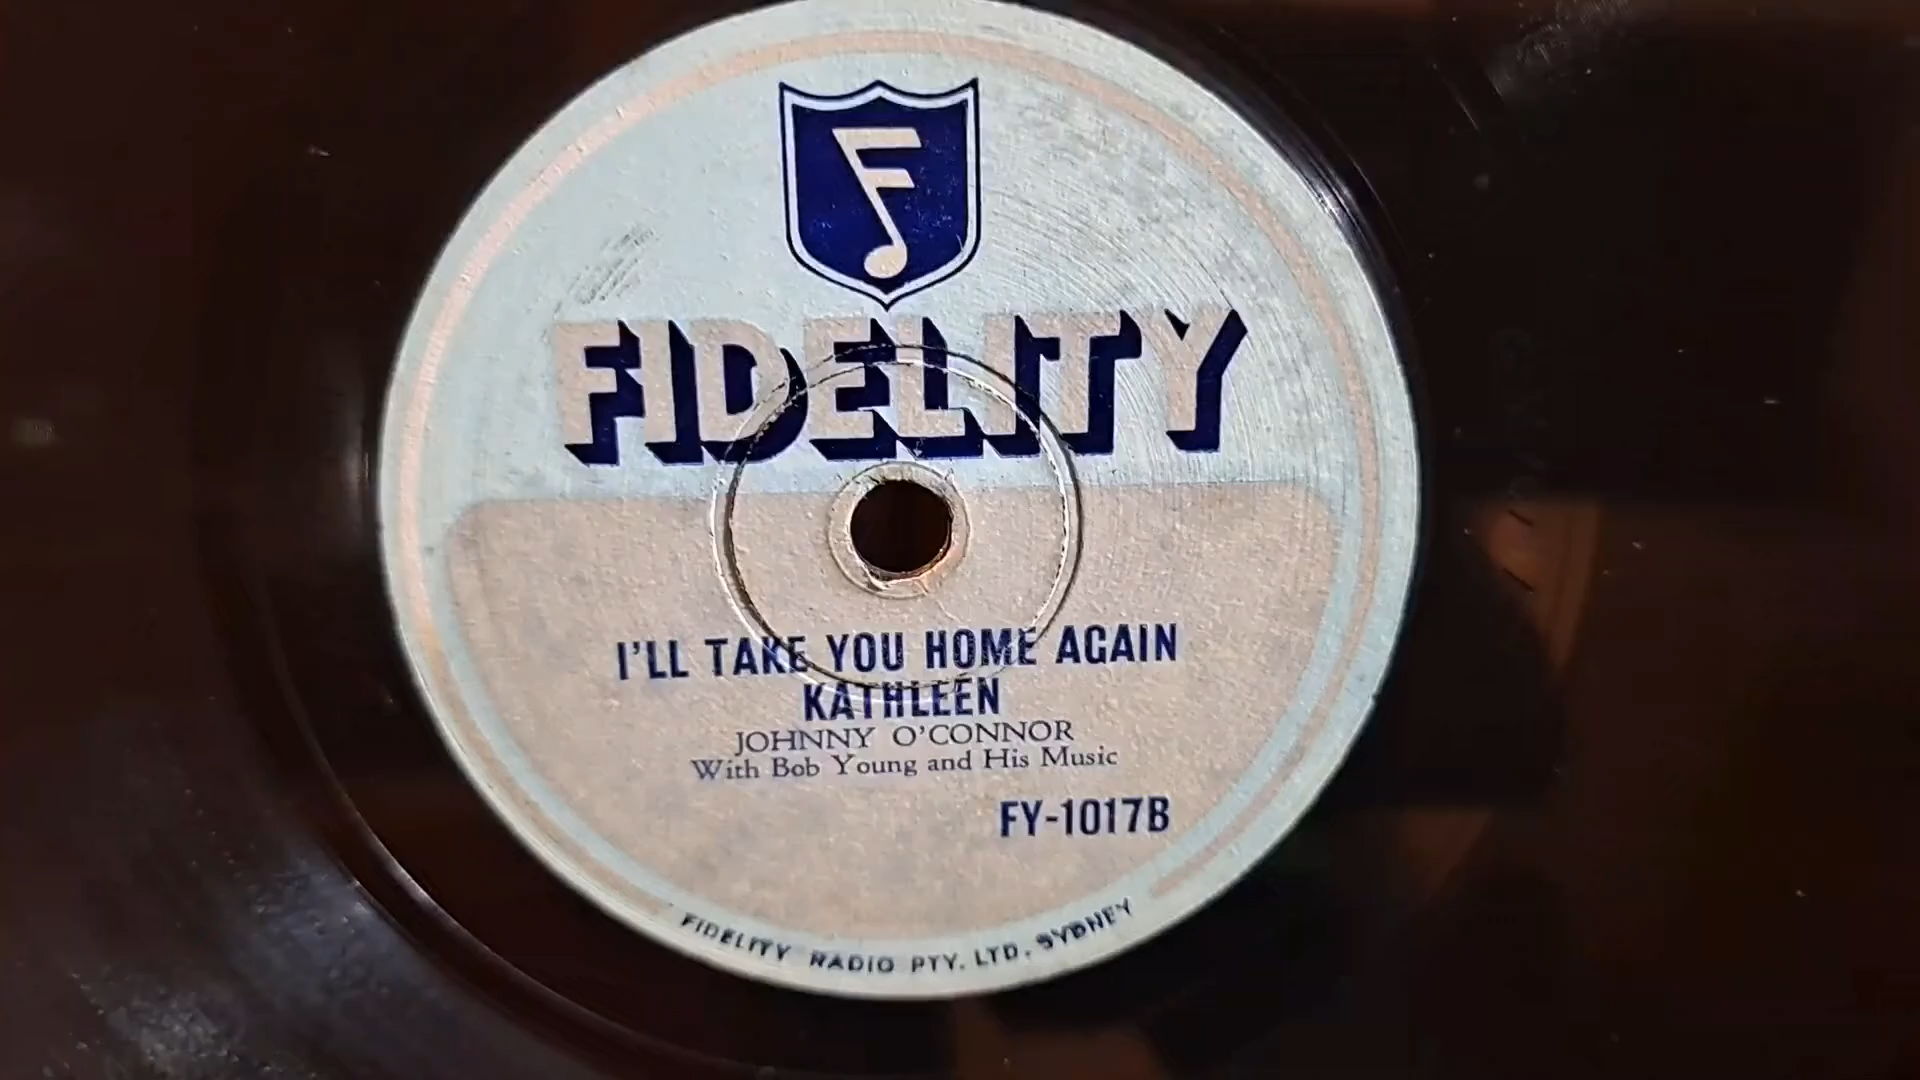 F
FIDELITY
I'LL TAKE YOU HOME AGAIN
KATHLEEN
JOHNNY O'CONNOR
With Bob Young and His Music
FY-1017B
FIDELITY RADIO PTY. LTD. SYDNEY